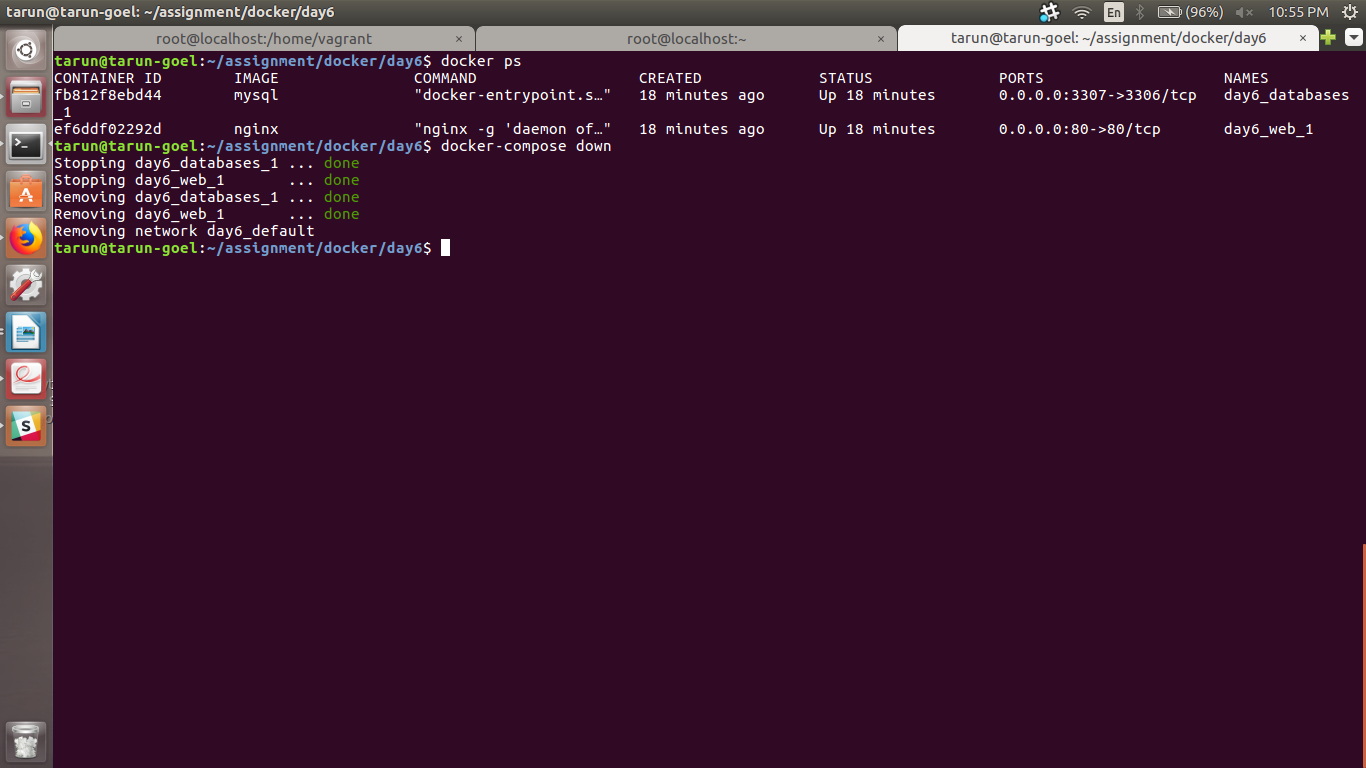 tarun@tarun-goel: ~/assignment/docker/day6
En
(96%)
10:55 PM
root@localhost:/home/vagrant ×
root@localhost:~ ×
tarun@tarun-goel: ~/assignment/docker/day6 ×
tarun@tarun-goel:~/assignment/docker/day6$ docker ps
CONTAINER ID        IMAGE               COMMAND                  CREATED             STATUS              PORTS                    NAMES
fb812f8ebd44        mysql               "docker-entrypoint.s…"   18 minutes ago      Up 18 minutes       0.0.0.0:3307->3306/tcp   day6_databases
_1
ef6ddf02292d        nginx               "nginx -g 'daemon of…"   18 minutes ago      Up 18 minutes       0.0.0.0:80->80/tcp       day6_web_1
tarun@tarun-goel:~/assignment/docker/day6$ docker-compose down
Stopping day6_databases_1 ... done
Stopping day6_web_1       ... done
Removing day6_databases_1 ... done
Removing day6_web_1       ... done
Removing network day6_default
tarun@tarun-goel:~/assignment/docker/day6$